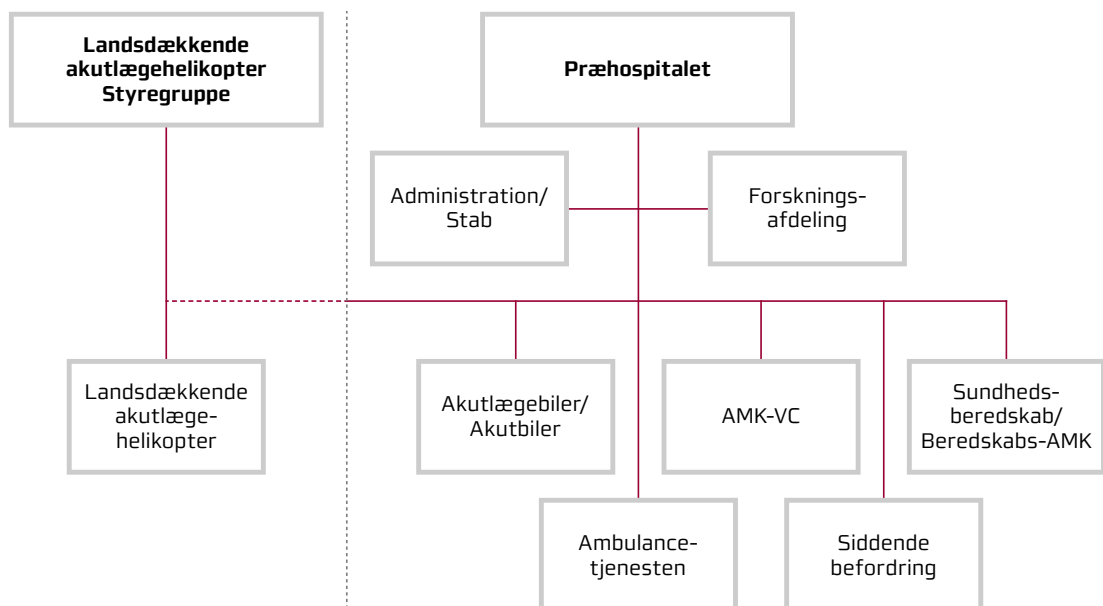 Landsdækkende
akutlægehelikopter
Styregruppe
Præhospitalet
Administration/
Stab
Forsknings-
afdeling
Landsdækkende
akutlæge-
helikopter
Akutlægebiler/
Akutbiler
AMK-VC
Sundheds-
beredskab/
Beredskabs-AMK
Ambulance-
tjenesten
Siddende
befordring